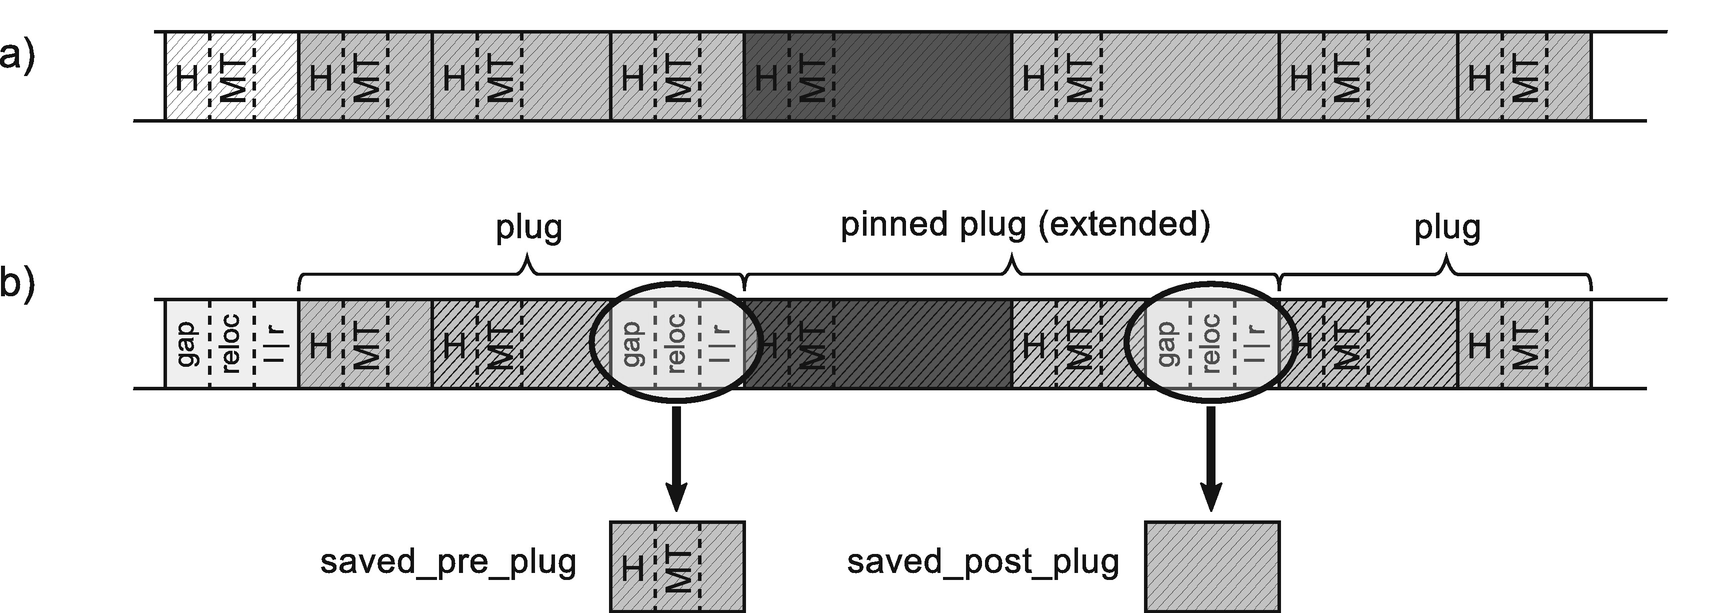 a)
H MT H MT H MT H MT H MT H MT H MT H MT
plug pinned plug (extended) plug
b)
gap reloc l | r H MT H MT gap reloc l | r H MT H MT gap reloc l | r H MT H MT
saved_pre_plug H MT saved_post_plug